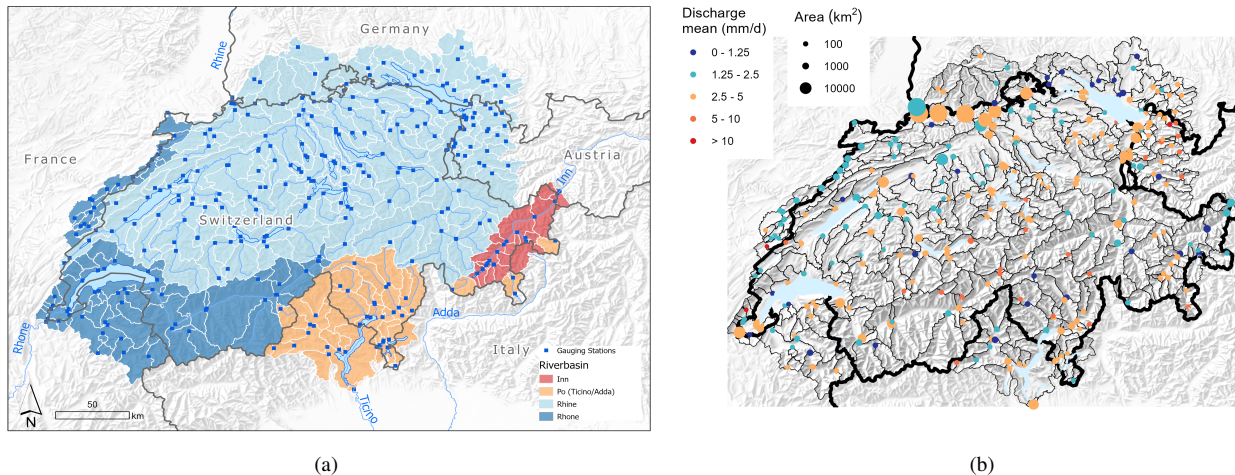 Germany
Rhine
France
Austria
Inn
Switzerland
Adda
Italy
Rhone
Ticino
Gauging Stations
Riverbasin
Inn
Po (Ticino/Adda)
Rhine
Rhone
50
km
N
(a)
Discharge
mean (mm/d)
0 - 1.25
1.25 - 2.5
2.5 - 5
5 - 10
> 10
Area (km²)
100
1000
10000
(b)